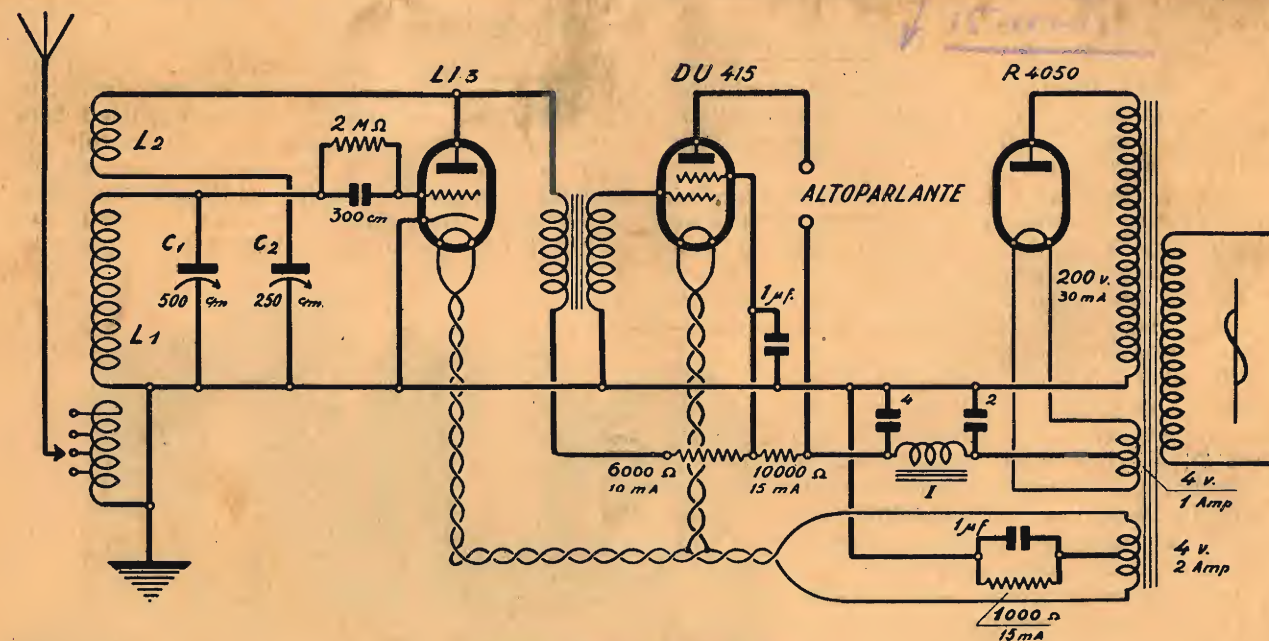 LI 3
DU 415
R 4050
L2
2 MΩ
300 cm
ALTOPARLANTE
C1
500 cm
C2
250 cm.
L1
1 µf.
200 v.
30 mA
4
2
6000 Ω
10 mA
10000 Ω
15 mA
I
4 v.
1 Amp
1 µf
4 v.
2 Amp
1000 Ω
15 mA